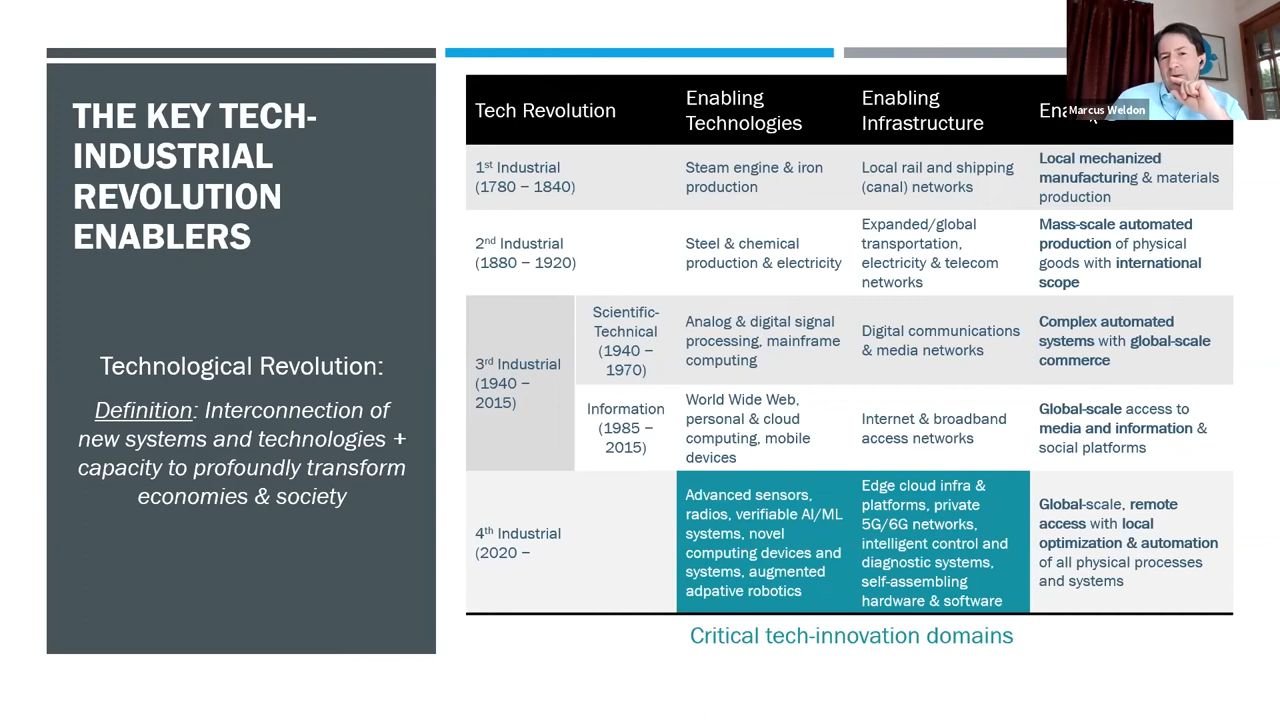 THE KEY TECH-
INDUSTRIAL
REVOLUTION
ENABLERS
Technological Revolution:
Definition: Interconnection of
new systems and technologies +
capacity to profoundly transform
economies & society
Tech Revolution
Enabling
Technologies
Enabling
Infrastructure
Marcus Weldon
1st Industrial
(1780 – 1840)
Steam engine & iron
production
Local rail and shipping
(canal) networks
Local mechanized
manufacturing & materials
production
2nd Industrial
(1880 – 1920)
Steel & chemical
production & electricity
Expanded/global
transportation,
electricity & telecom
networks
Mass-scale automated
production of physical
goods with international
scope
3rd Industrial
(1940 –
2015)
Scientific-
Technical
(1940 –
1970)
Analog & digital signal
processing, mainframe
computing
Digital communications
& media networks
Complex automated
systems with global-scale
commerce
Information
(1985 –
2015)
World Wide Web,
personal & cloud
computing, mobile
devices
Internet & broadband
access networks
Global-scale access to
media and information &
social platforms
4th Industrial
(2020 –
Advanced sensors,
radios, verifiable AI/ML
systems, novel
computing devices and
systems, augmented
adpative robotics
Edge cloud infra &
platforms, private
5G/6G networks,
intelligent control and
diagnostic systems,
self-assembling
hardware & software
Global-scale, remote
access with local
optimization & automation
of all physical processes
and systems
Critical tech-innovation domains